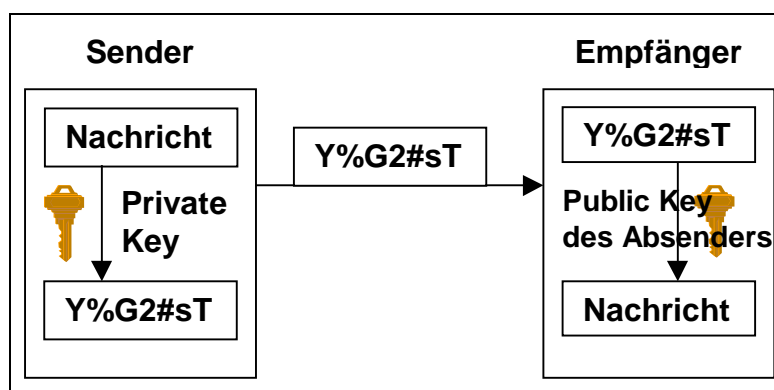 Sender
Nachricht
Private
Key
Y%G2#sT
Y%G2#sT
Empfänger
Y%G2#sT
Public Key
des Absenders
Nachricht